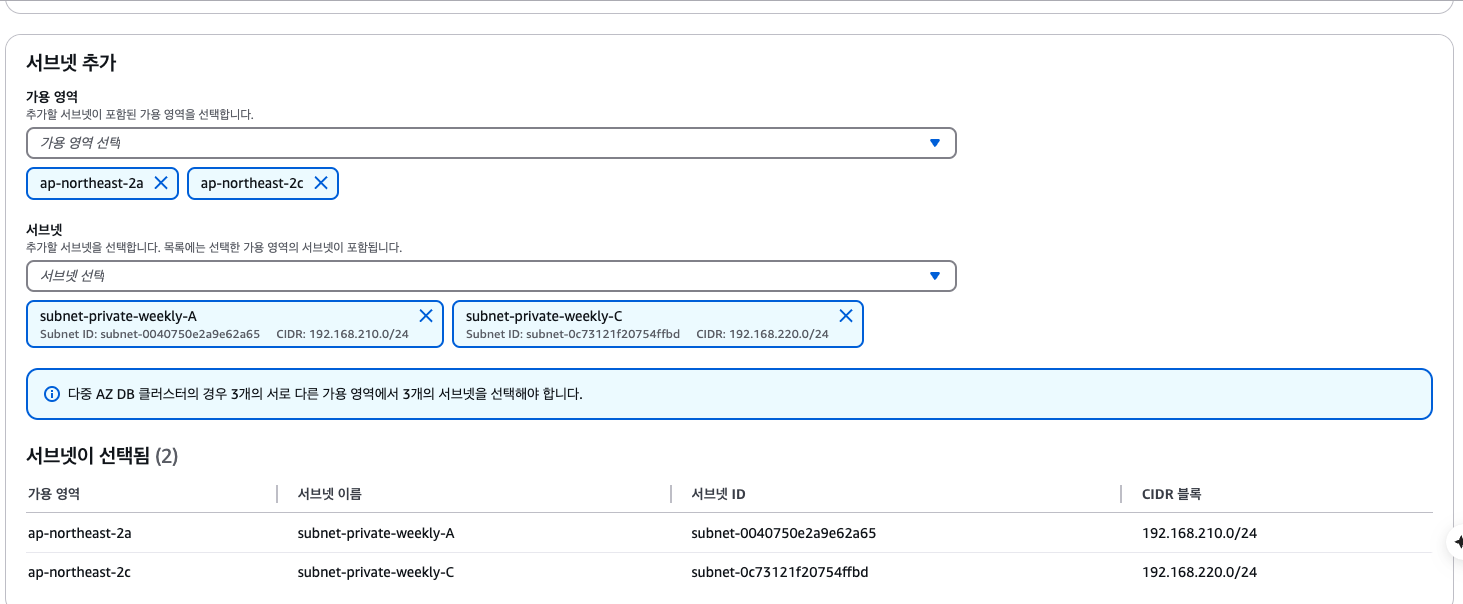 서브넷 추가
가용 영역
추가할 서브넷이 포함된 가용 영역을 선택합니다.
가용 영역 선택
ap-northeast-2a ap-northeast-2c
서브넷
추가할 서브넷을 선택합니다. 목록에는 선택한 가용 영역의 서브넷이 포함됩니다.
서브넷 선택
subnet-private-weekly-A subnet-private-weekly-C
Subnet ID: subnet-0040750e2a9e62a65 CIDR: 192.168.210.0/24 Subnet ID: subnet-0c73121f20754ffbd CIDR: 192.168.220.0/24
다중 AZ DB 클러스터의 경우 3개의 서로 다른 가용 영역에서 3개의 서브넷을 선택해야 합니다.
서브넷이 선택됨 (2)
가용 영역 서브넷 이름 서브넷 ID CIDR 블록
ap-northeast-2a subnet-private-weekly-A subnet-0040750e2a9e62a65 192.168.210.0/24
ap-northeast-2c subnet-private-weekly-C subnet-0c73121f20754ffbd 192.168.220.0/24